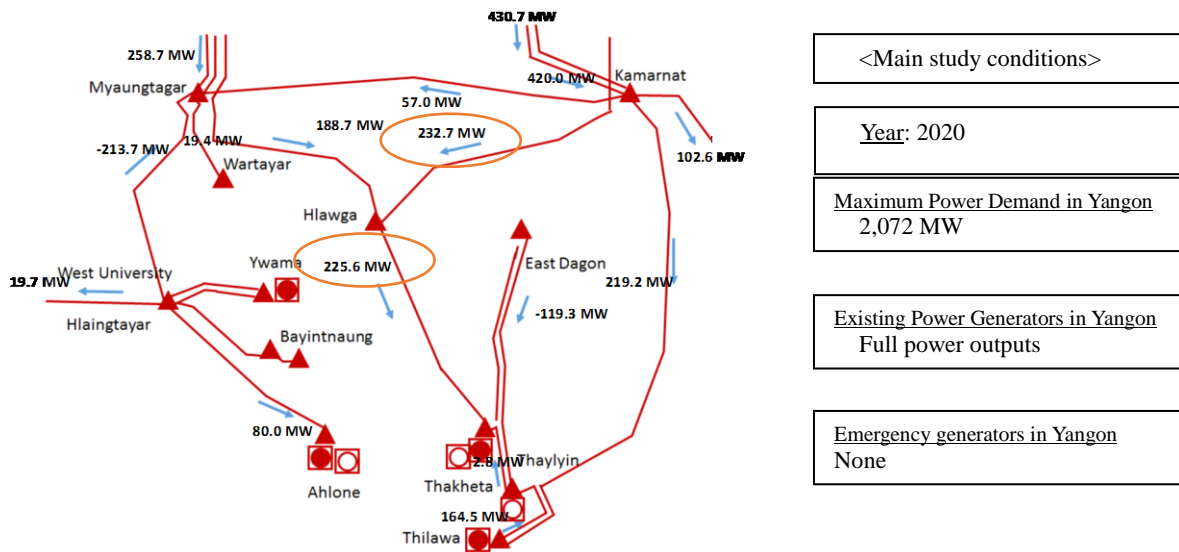 430.7 MW
258.7 MW
Kamarnat
<Main study conditions>
Myaungtagar
420.0 MW
57.0 MW
188.7 MW
232.7 MW
19.4 MW
-213.7 MW
Wartayar
102.6 MW
Year: 2020
Hlawga
Maximum Power Demand in Yangon
2,072 MW
West University
Ywama
225.6 MW
East Dagon
19.7 MW
219.2 MW
Hlaingtayar
-119.3 MW
Bayintnaung
Existing Power Generators in Yangon
Full power outputs
80.0 MW
Thaylyin
2.8 MW
Thakheta
Ahlone
164.5 MW
Thilawa
Emergency generators in Yangon
None